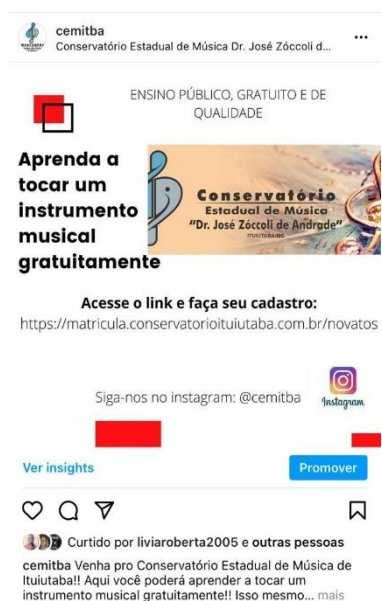 cemitba
Conservatório Estadual de Música Dr. José Zóccoli d...
ENSINO PÚBLICO, GRATUITO E DE
QUALIDADE
Aprenda a
tocar um
instrumento
musical
gratuitamente
Conservatório
Estadual de Música
"Dr. José Zóccoli de Andrade"
ITUIUTABA-MG
Acesse o link e faça seu cadastro:
https://matricula.conservatorioituiutaba.com.br/novatos
Siga-nos no instagram: @cemitba
Instagram
Ver insights
Promover
Curtido por liviaroberta2005 e outras pessoas
cemitba Venha pro Conservatório Estadual de Música de
Ituiutaba!! Aqui você poderá aprender a tocar um
instrumento musical gratuitamente!! Isso mesmo... mais